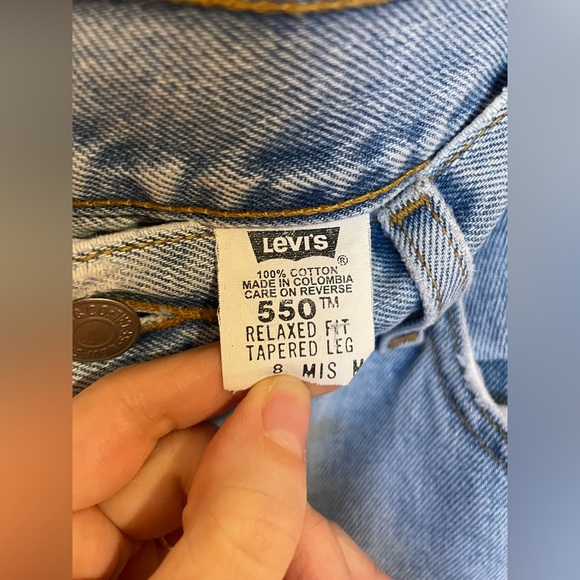 Levi's
®
100% COTTON
MADE IN COLOMBIA
CARE ON REVERSE
550™
RELAXED FIT
TAPERED LEG
8 MIS M